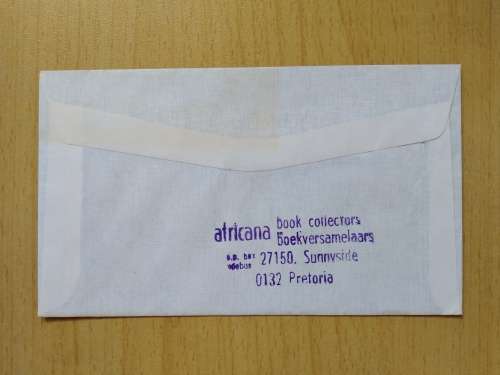 africana book collectors
boekversamelaars
p.o. box
posbus 27150, Sunnyside
0132 Pretoria